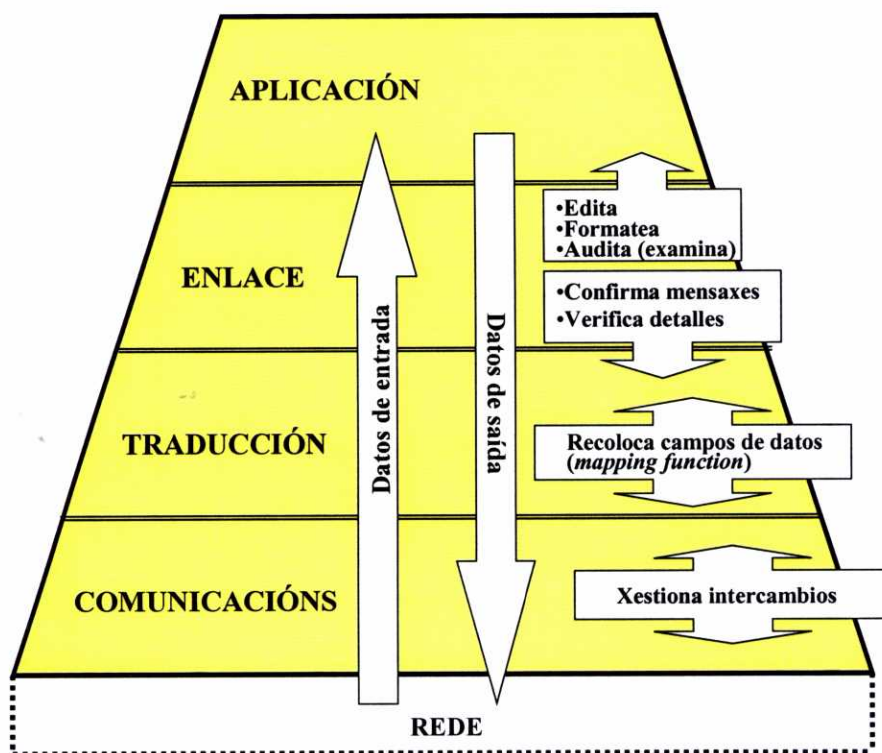 APLICACIÓN
•Edita
•Formatea
•Audita (examina)
ENLACE
•Confirma mensaxes
•Verifica detalles
Datos de entrada
Datos de saída
TRADUCCIÓN
Recoloca campos de datos
(mapping function)
COMUNICACIÓNS
Xestiona intercambios
REDE